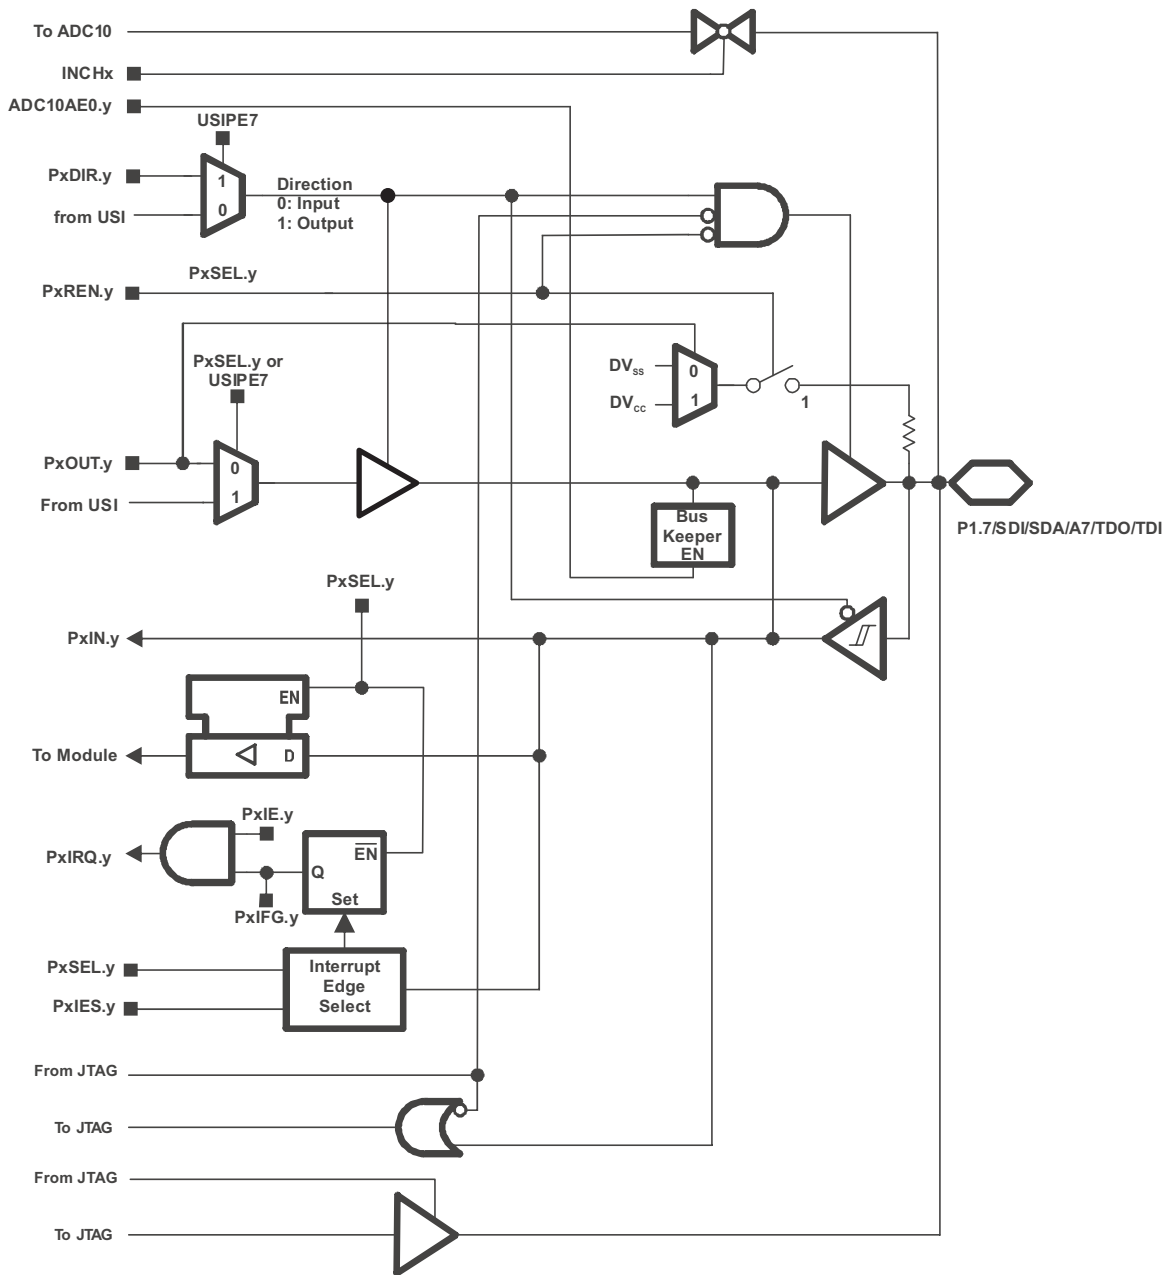 To ADC10
INCHx
ADC10AE0.y
USIPE7
PxDIR.y
1
from USI
0
Direction
0: Input
1: Output
PxSEL.y
PxREN.y
PxSEL.y or
USIPE7
DVSS
0
DVCC
1
1
PxOUT.y
0
From USI
1
Bus
Keeper
EN
P1.7/SDI/SDA/A7/TDO/TDI
PxSEL.y
PxIN.y
EN
To Module
D
PxIE.y
PxIRQ.y
EN
Q
Set
PxIFG.y
PxSEL.y
PxIES.y
Interrupt
Edge
Select
From JTAG
To JTAG
From JTAG
To JTAG